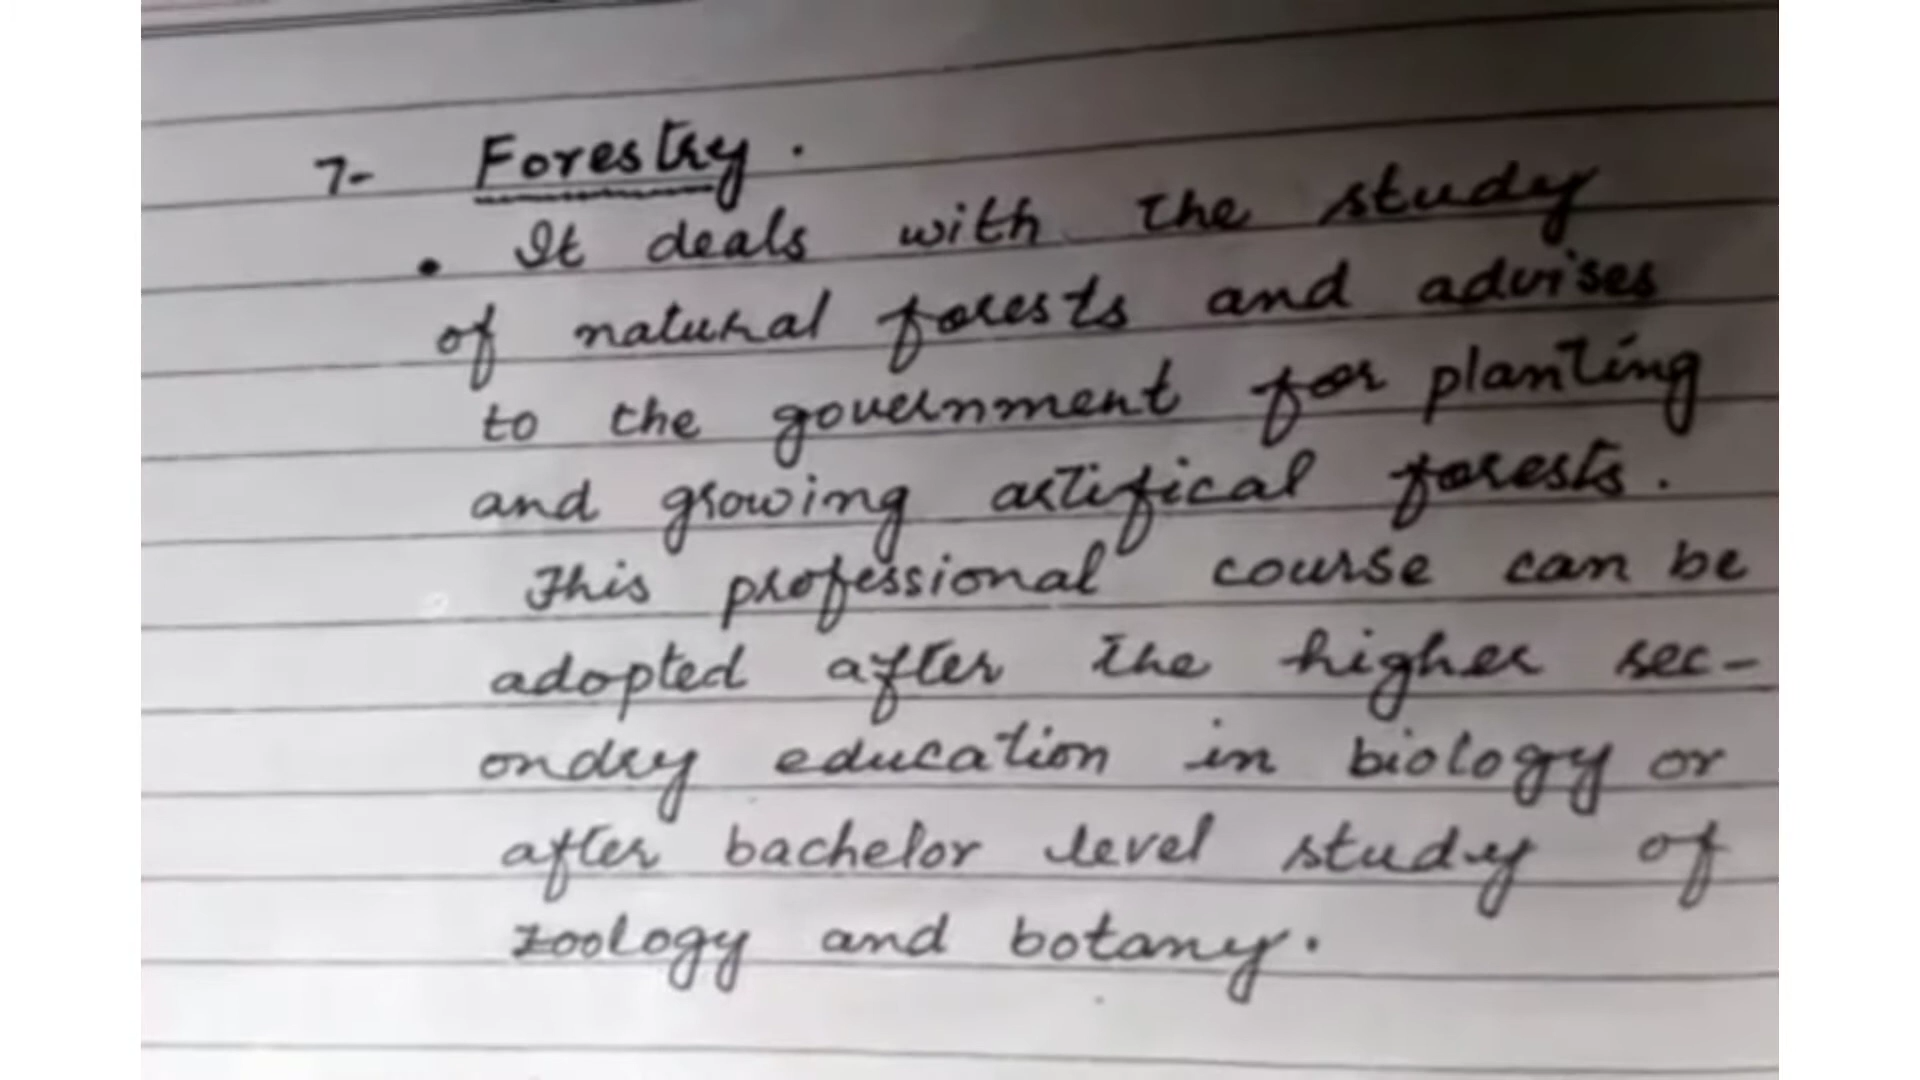 7- Forestry.
• It deals with the study
of natural forests and advises
to the government for planting
and growing artifical forests.
This professional course can be
adopted after the higher sec-
ondry education in biology or
after bachelor level study of
zoology and botany.